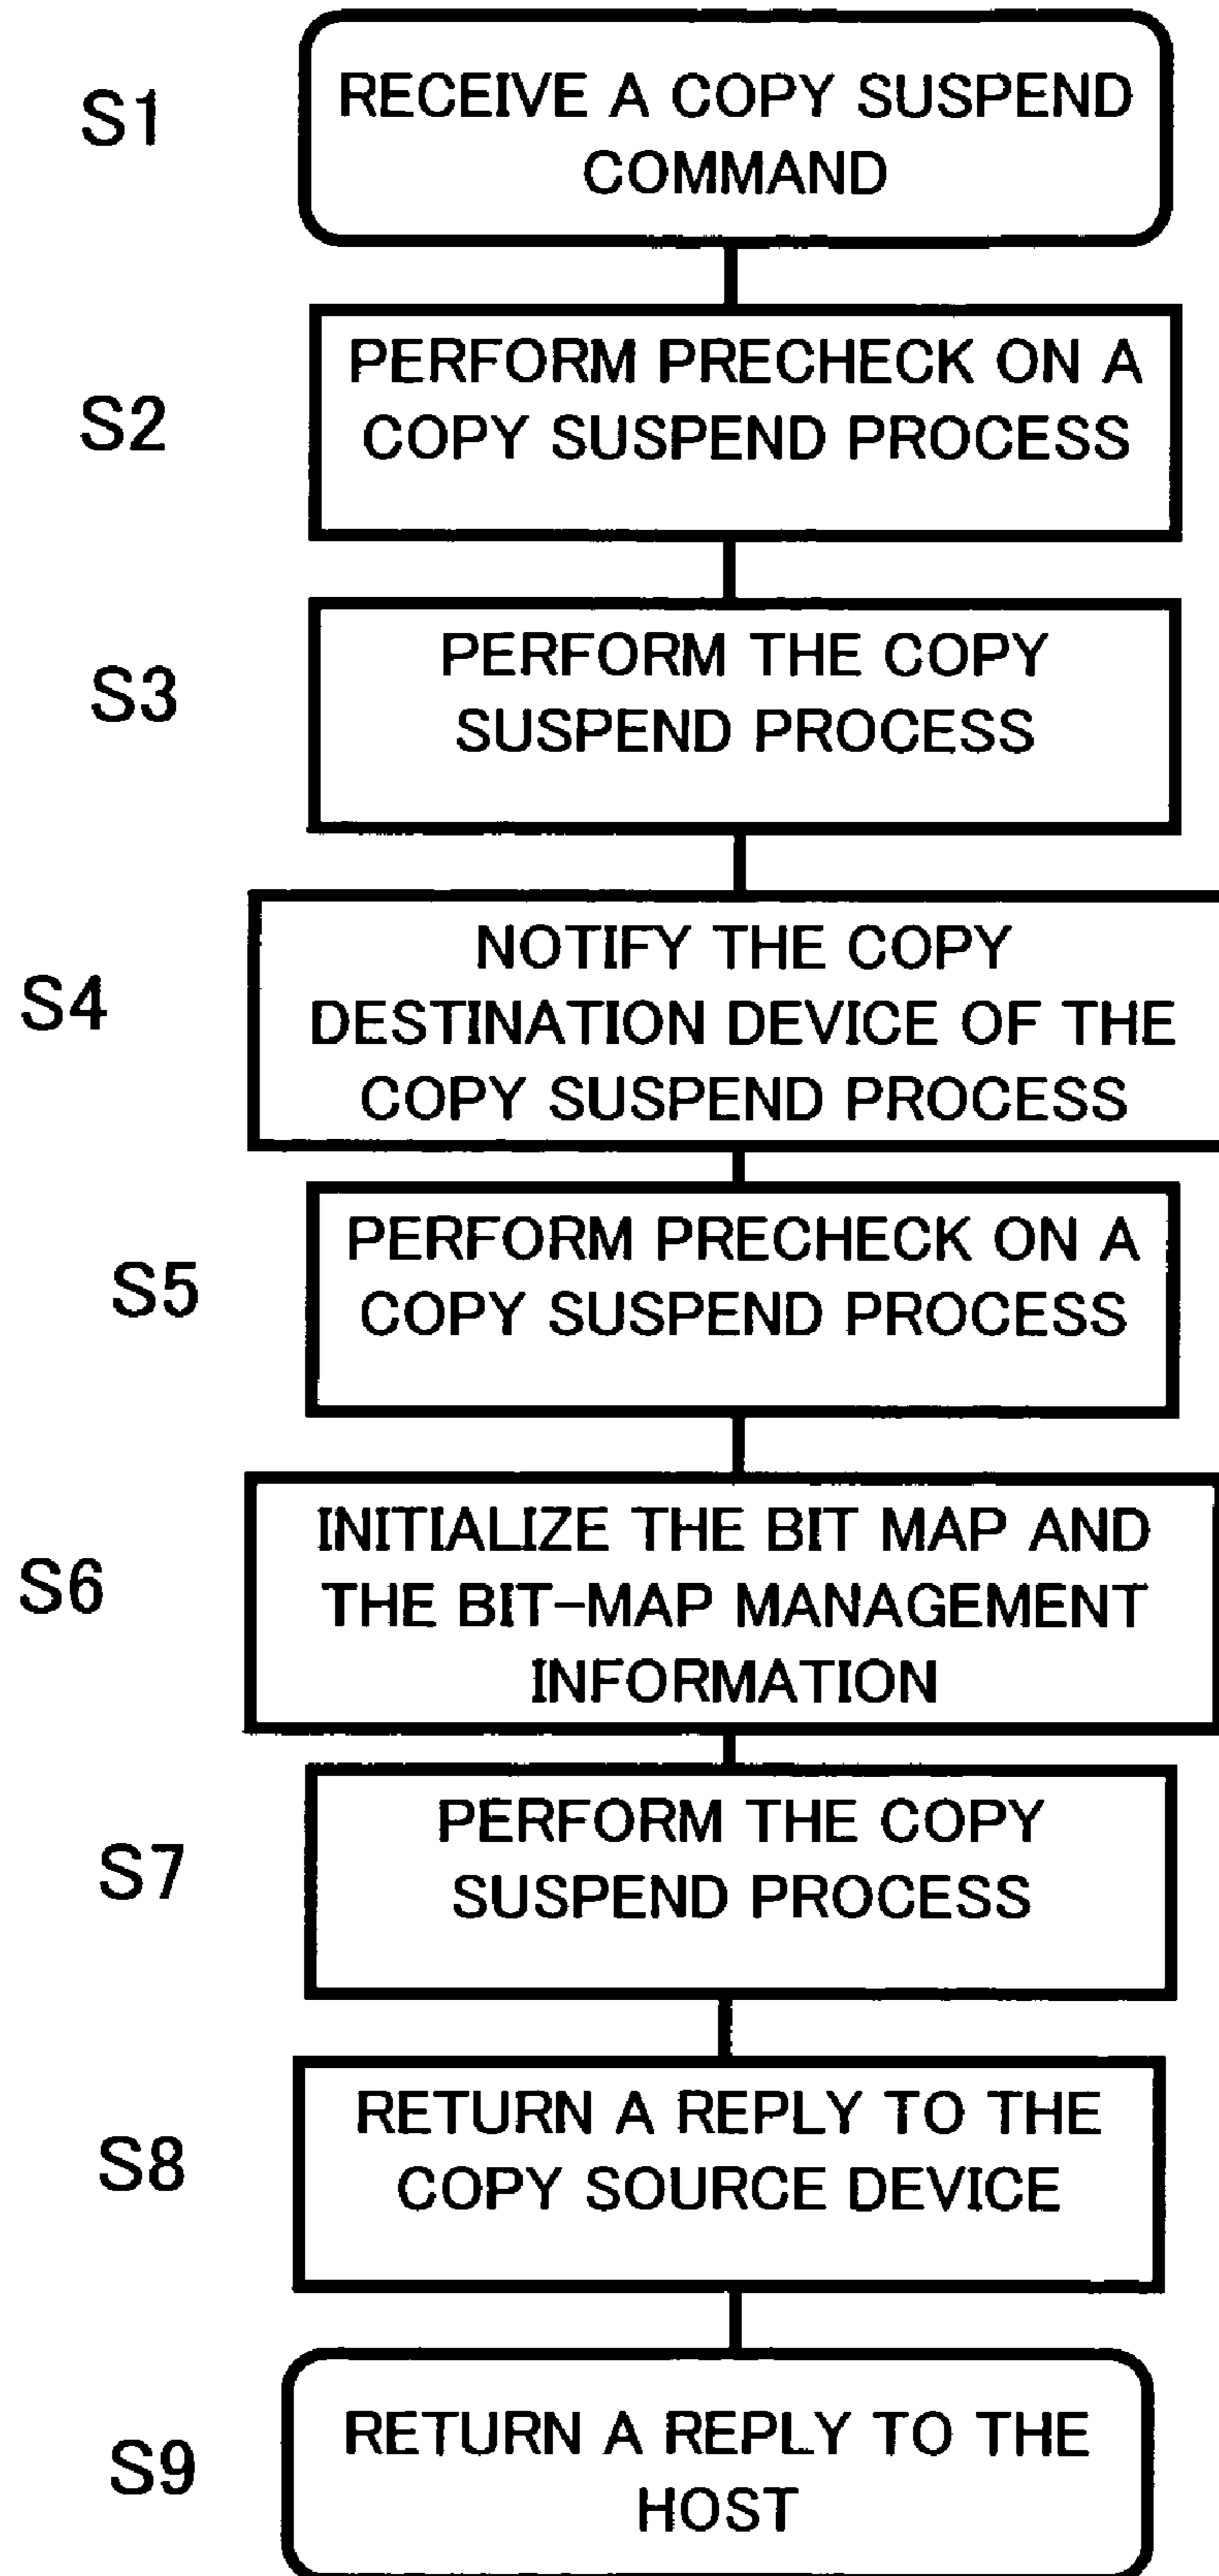 S1
RECEIVE A COPY SUSPEND
COMMAND
S2
PERFORM PRECHECK ON A
COPY SUSPEND PROCESS
S3
PERFORM THE COPY
SUSPEND PROCESS
S4
NOTIFY THE COPY
DESTINATION DEVICE OF THE
COPY SUSPEND PROCESS
S5
PERFORM PRECHECK ON A
COPY SUSPEND PROCESS
S6
INITIALIZE THE BIT MAP AND
THE BIT-MAP MANAGEMENT
INFORMATION
S7
PERFORM THE COPY
SUSPEND PROCESS
S8
RETURN A REPLY TO THE
COPY SOURCE DEVICE
S9
RETURN A REPLY TO THE
HOST